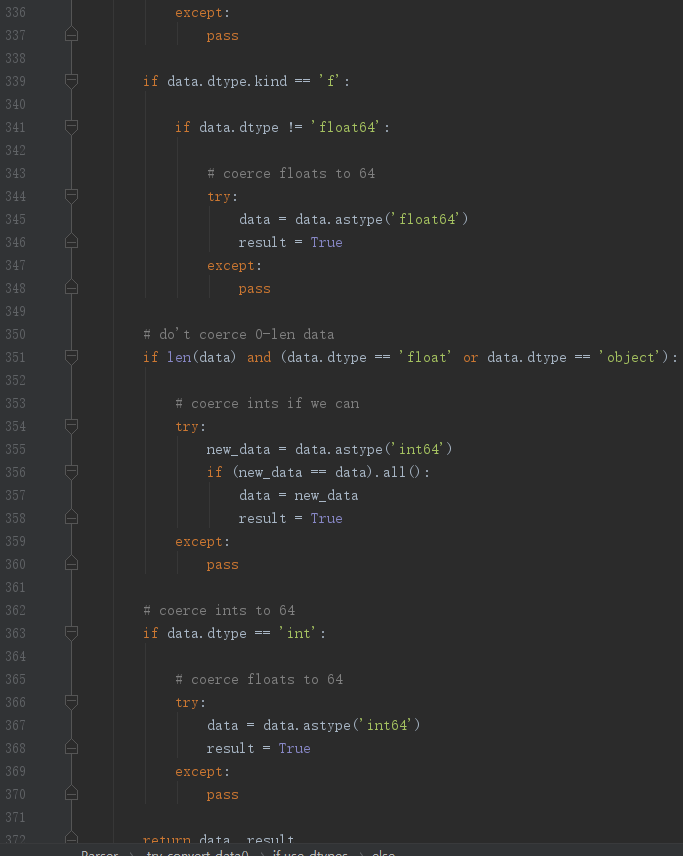 336 except:
337 pass
338
339 if data.dtype.kind == 'f':
340
341 if data.dtype != 'float64':
342
343 # coerce floats to 64
344 try:
345 data = data.astype('float64')
346 result = True
347 except:
348 pass
349
350 # do't coerce 0-len data
351 if len(data) and (data.dtype == 'float' or data.dtype == 'object'):
352
353 # coerce ints if we can
354 try:
355 new_data = data.astype('int64')
356 if (new_data == data).all():
357 data = new_data
358 result = True
359 except:
360 pass
361
362 # coerce ints to 64
363 if data.dtype == 'int':
364
365 # coerce floats to 64
366 try:
367 data = data.astype('int64')
368 result = True
369 except:
370 pass
371
372 return data, result
Parser › _try_convert_data() › if use_dtypes › else